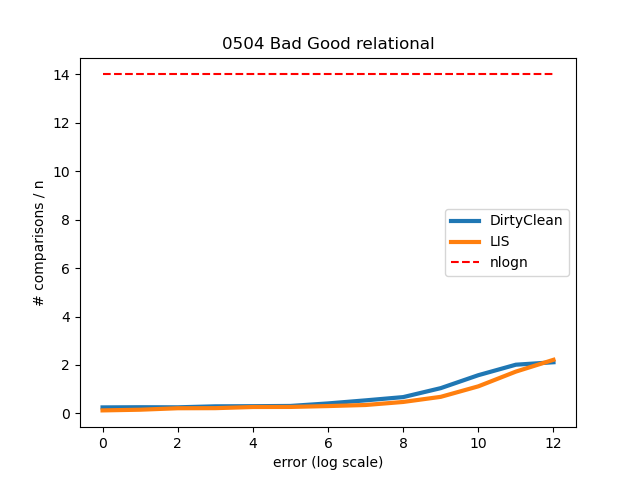 0504 Bad Good relational
# comparisons / n
14
12
10
8
6
4
2
0
DirtyClean
LIS
nlogn
0 2 4 6 8 10 12
error (log scale)